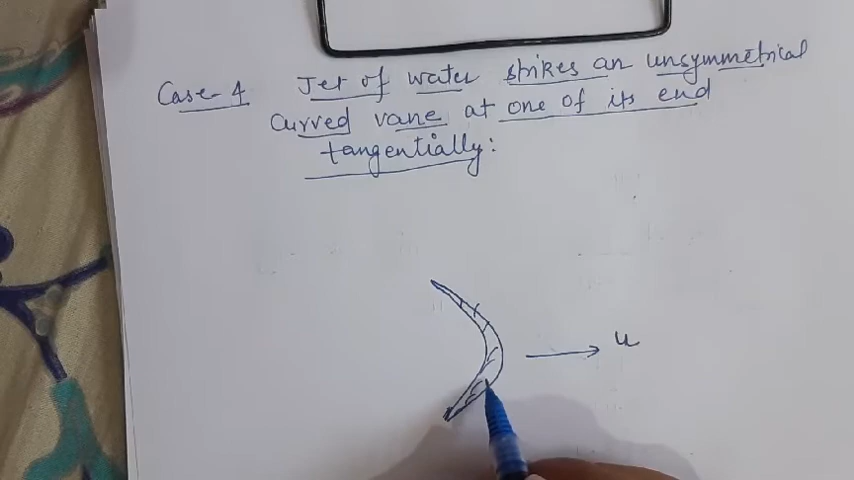 Case-4 Jet of water strikes an unsymmetrical
curved vane at one of its end
tangentially:
u